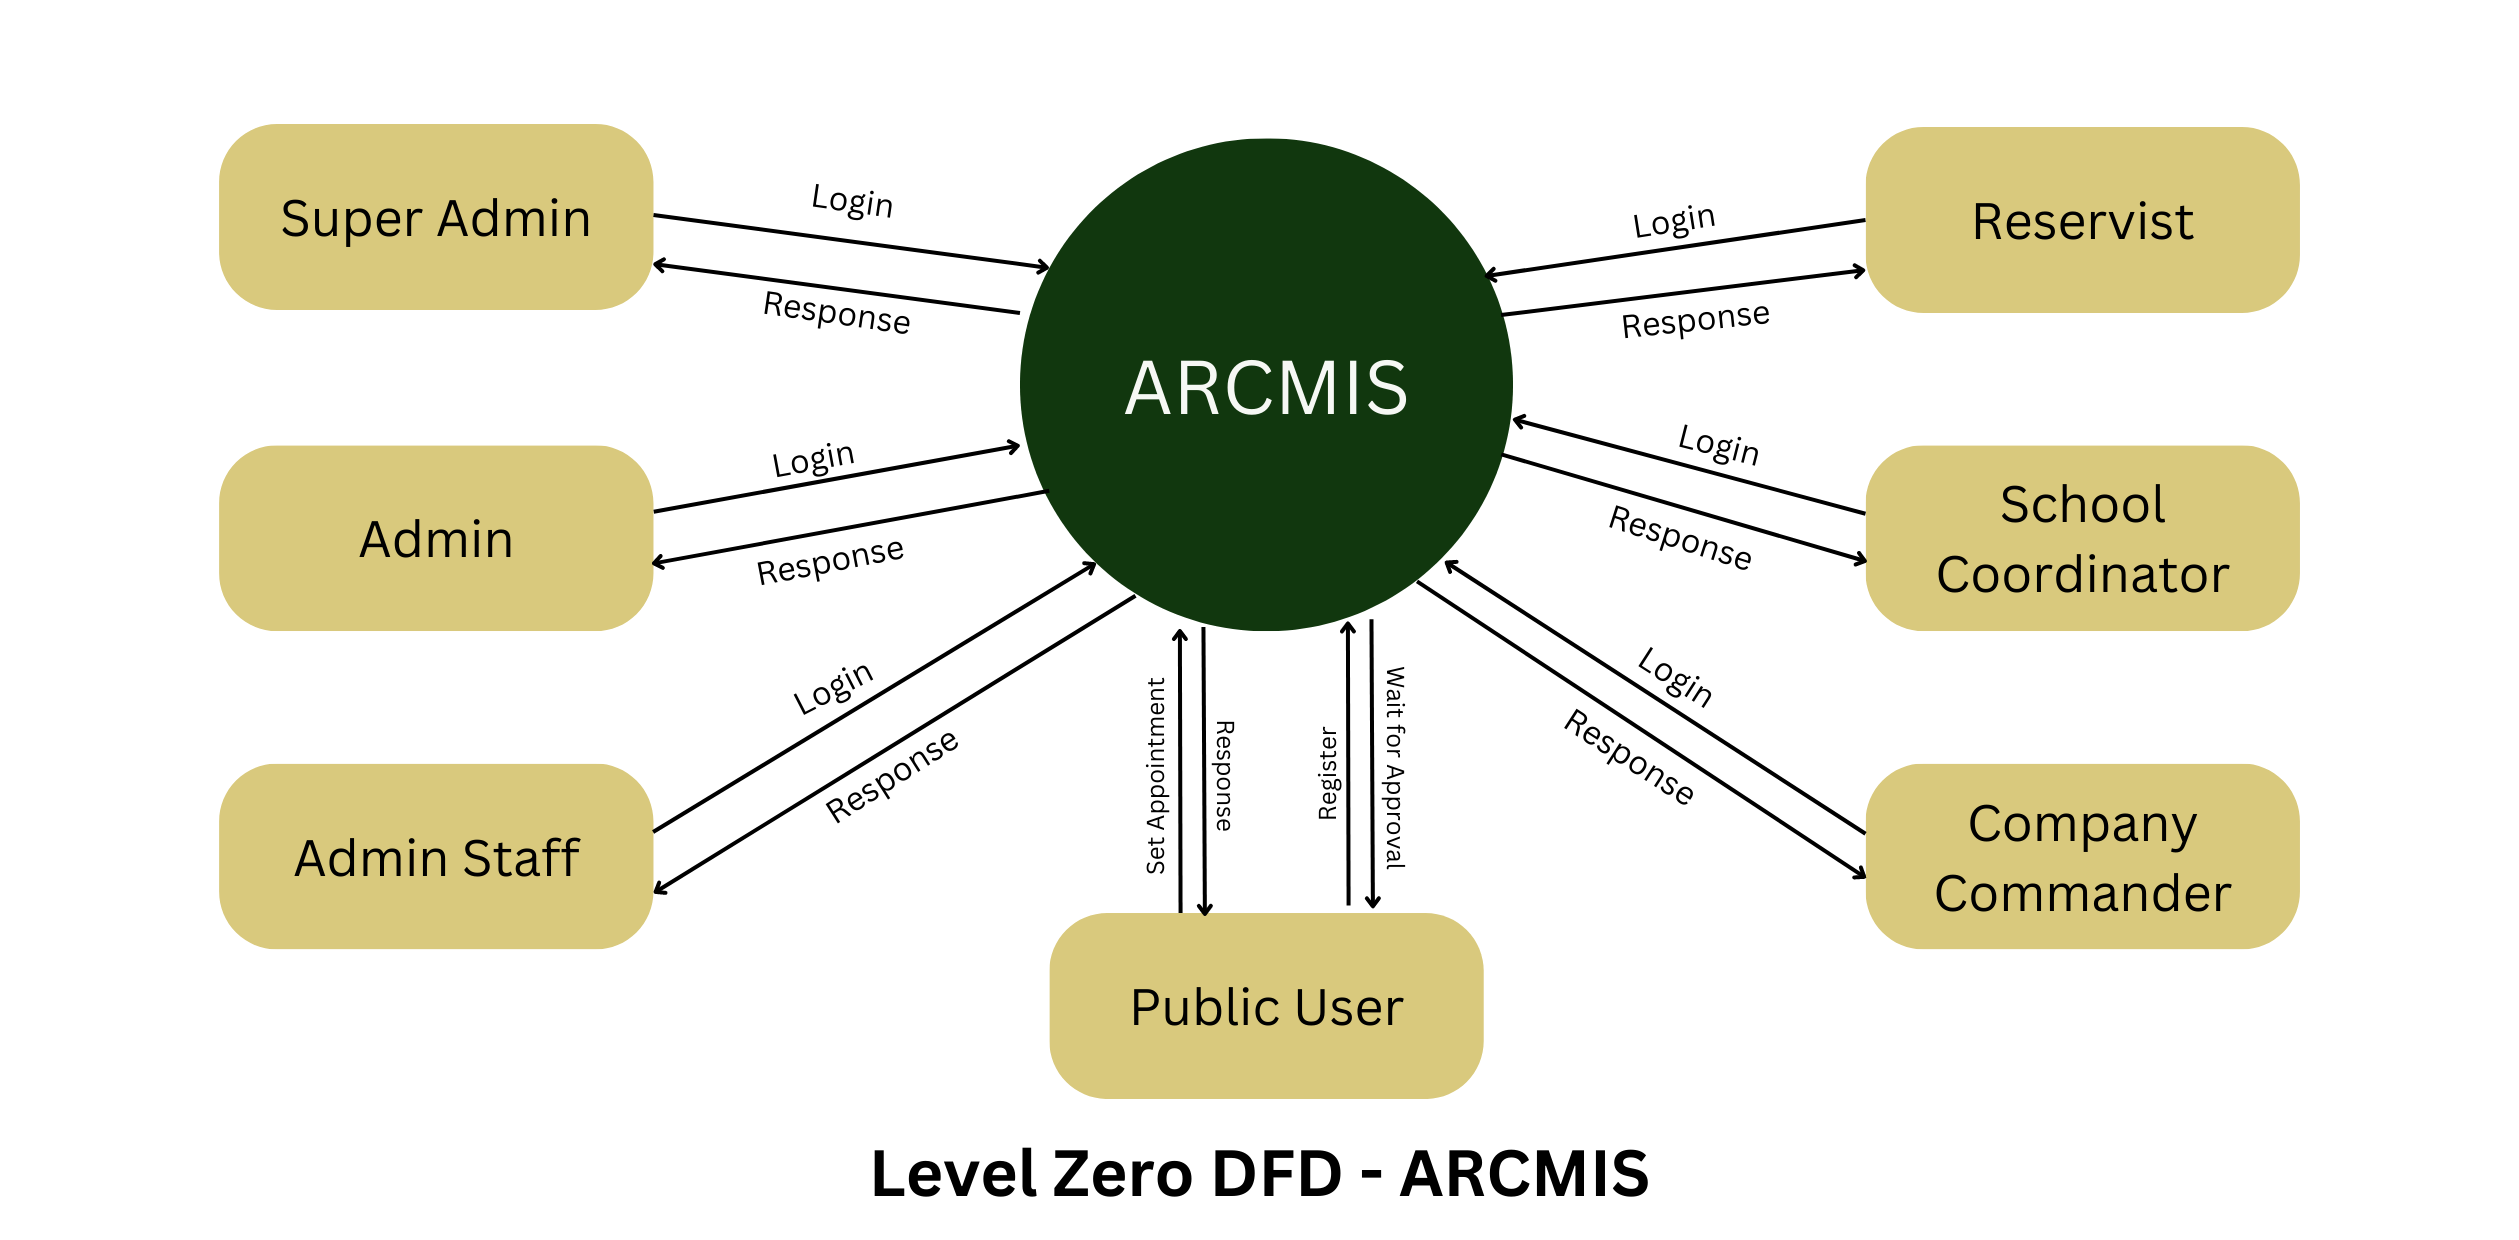 Super Admin
Login
Response
ARCMIS
Login
Response
Reservist
Admin
Login
Response
Login
Response
School
Coordinator
Admin Staff
Login
Response
Set Appointment
Response
Register
Wait for Approval
Login
Response
Company
Commander
Public User
Level Zero DFD - ARCMIS